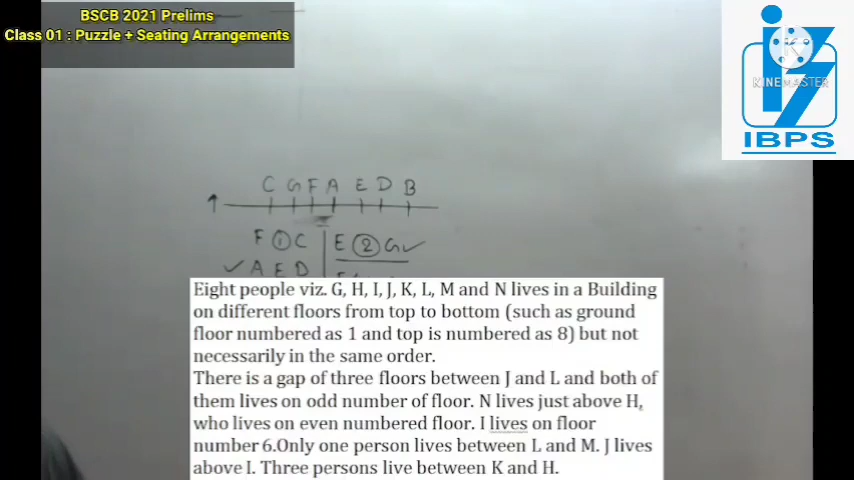 BSCB 2021 Prelims
Class 01 : Puzzle + Seating Arrangements
KINEMASTER
IBPS
C G F A E D B
F ① C E ② G ✓
✓ A E D
Eight people viz. G, H, I, J, K, L, M and N lives in a Building
on different floors from top to bottom (such as ground
floor numbered as 1 and top is numbered as 8) but not
necessarily in the same order.
There is a gap of three floors between J and L and both of
them lives on odd number of floor. N lives just above H,
who lives on even numbered floor. I lives on floor
number 6.Only one person lives between L and M. J lives
above I. Three persons live between K and H.